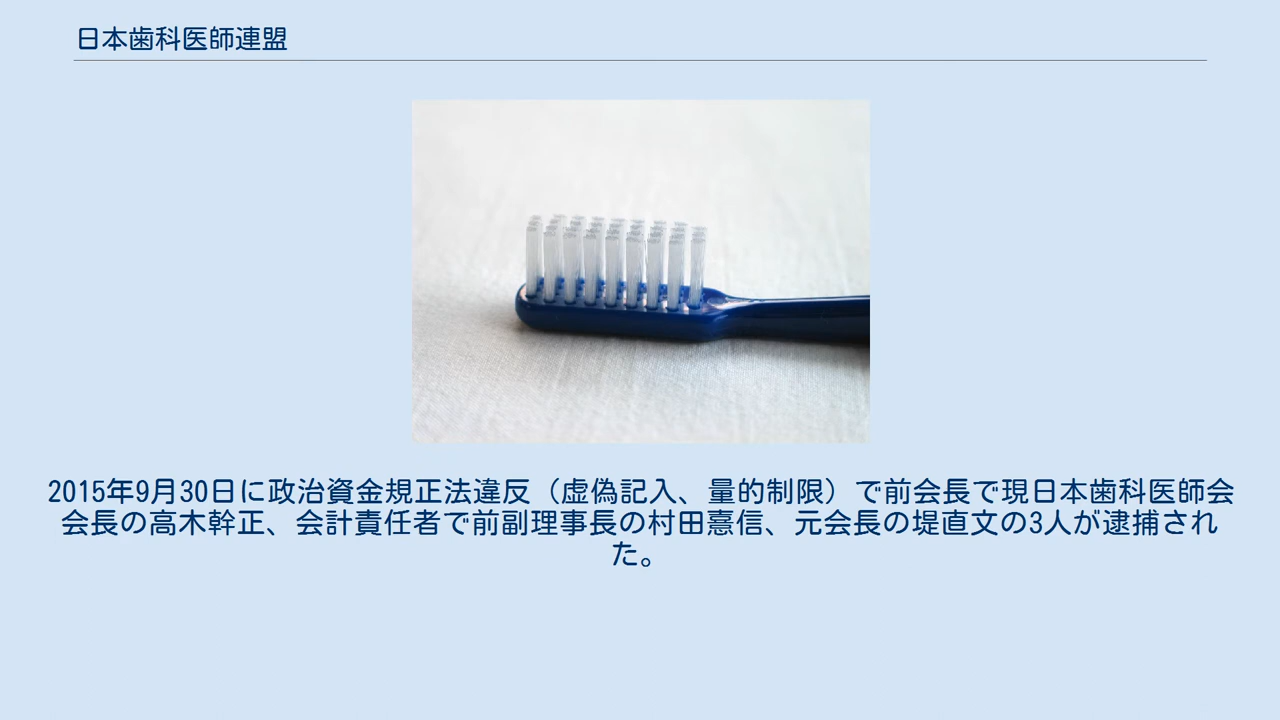 日本歯科医師連盟
2015年9月30日に政治資金規正法違反（虚偽記入、量的制限）で前会長で現日本歯科医師会
会長の高木幹正、会計責任者で前副理事長の村田憙信、元会長の堤直文の3人が逮捕され
た。